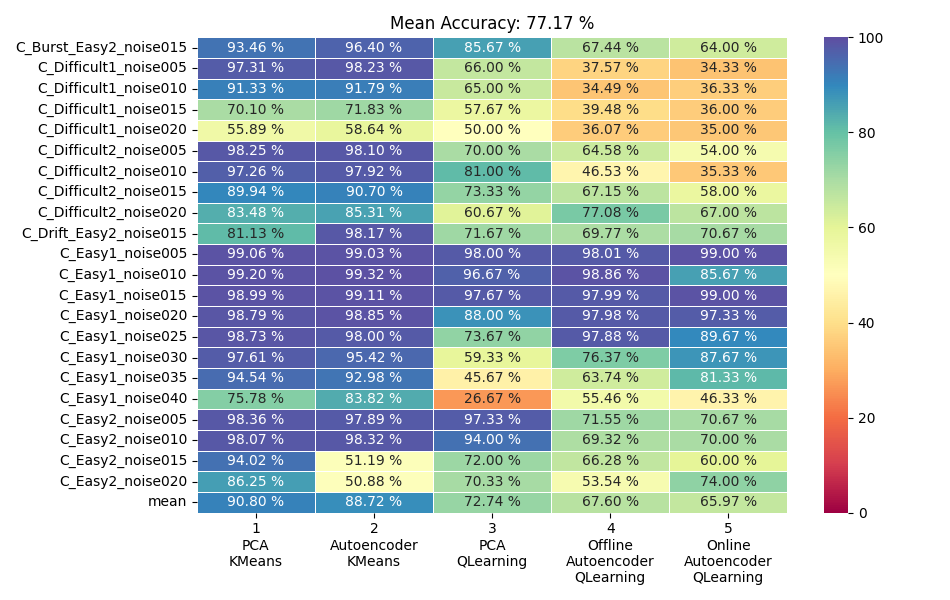 Mean Accuracy: 77.17 %
C_Burst_Easy2_noise015 93.46 % 96.40 % 85.67 % 67.44 % 64.00 %
C_Difficult1_noise005 97.31 % 98.23 % 66.00 % 37.57 % 34.33 %
C_Difficult1_noise010 91.33 % 91.79 % 65.00 % 34.49 % 36.33 %
C_Difficult1_noise015 70.10 % 71.83 % 57.67 % 39.48 % 36.00 %
C_Difficult1_noise020 55.89 % 58.64 % 50.00 % 36.07 % 35.00 %
C_Difficult2_noise005 98.25 % 98.10 % 70.00 % 64.58 % 54.00 %
C_Difficult2_noise010 97.26 % 97.92 % 81.00 % 46.53 % 35.33 %
C_Difficult2_noise015 89.94 % 90.70 % 73.33 % 67.15 % 58.00 %
C_Difficult2_noise020 83.48 % 85.31 % 60.67 % 77.08 % 67.00 %
C_Drift_Easy2_noise015 81.13 % 98.17 % 71.67 % 69.77 % 70.67 %
C_Easy1_noise005 99.06 % 99.03 % 98.00 % 98.01 % 99.00 %
C_Easy1_noise010 99.20 % 99.32 % 96.67 % 98.86 % 85.67 %
C_Easy1_noise015 98.99 % 99.11 % 97.67 % 97.99 % 99.00 %
C_Easy1_noise020 98.79 % 98.85 % 88.00 % 97.98 % 97.33 %
C_Easy1_noise025 98.73 % 98.00 % 73.67 % 97.88 % 89.67 %
C_Easy1_noise030 97.61 % 95.42 % 59.33 % 76.37 % 87.67 %
C_Easy1_noise035 94.54 % 92.98 % 45.67 % 63.74 % 81.33 %
C_Easy1_noise040 75.78 % 83.82 % 26.67 % 55.46 % 46.33 %
C_Easy2_noise005 98.36 % 97.89 % 97.33 % 71.55 % 70.67 %
C_Easy2_noise010 98.07 % 98.32 % 94.00 % 69.32 % 70.00 %
C_Easy2_noise015 94.02 % 51.19 % 72.00 % 66.28 % 60.00 %
C_Easy2_noise020 86.25 % 50.88 % 70.33 % 53.54 % 74.00 %
mean 90.80 % 88.72 % 72.74 % 67.60 % 65.97 %
1 2 3 4 5
PCA Autoencoder PCA Offline Online
KMeans KMeans QLearning Autoencoder Autoencoder
QLearning QLearning
100
80
60
40
20
0